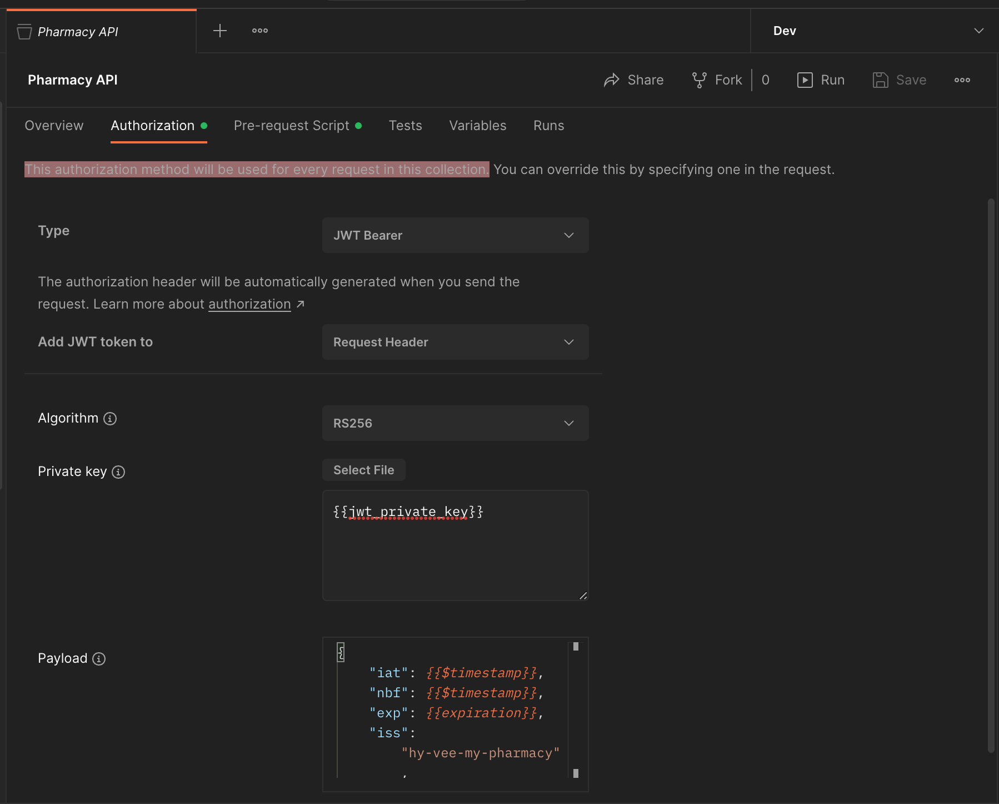 Pharmacy API
Dev
Pharmacy API
Share
Fork
0
Run
Save
Overview
Authorization
Pre-request Script
Tests
Variables
Runs
This authorization method will be used for every request in this collection. You can override this by specifying one in the request.
Type
JWT Bearer
The authorization header will be automatically generated when you send the
request. Learn more about authorization ↗
Add JWT token to
Request Header
Algorithm
RS256
Private key
Select File
{{jwt_private_key}}
Payload
{
"iat": {{$timestamp}},
"nbf": {{$timestamp}},
"exp": {{expiration}},
"iss":
"hy-vee-my-pharmacy"
,